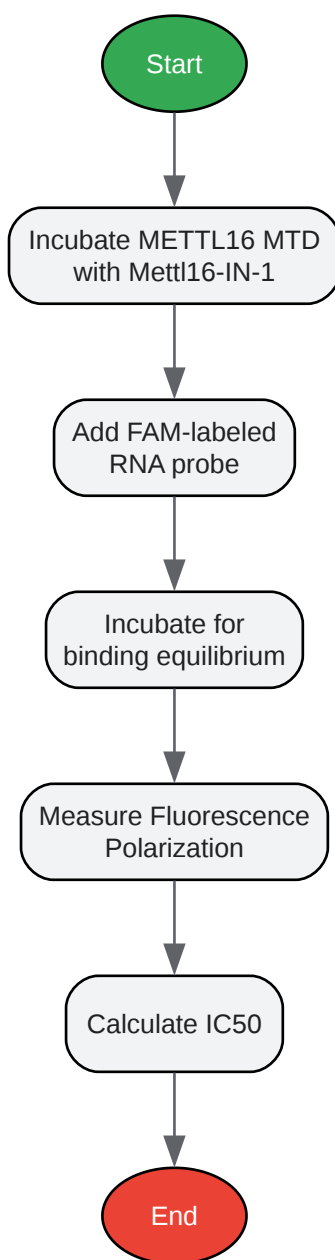 Start
Incubate METTL16 MTD
with Mettl16-IN-1
Add FAM-labeled
RNA probe
Incubate for
binding equilibrium
Measure Fluorescence
Polarization
Calculate IC50
End